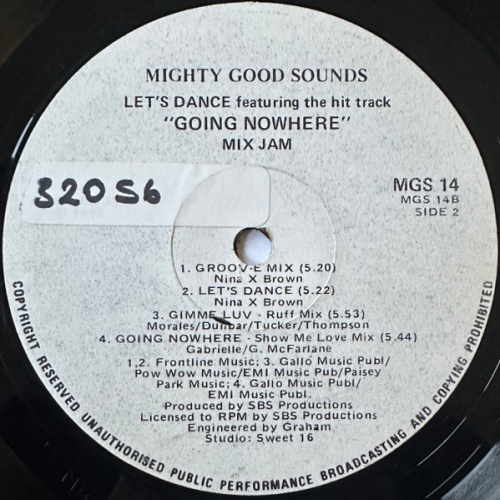 MIGHTY GOOD SOUNDS
LET'S DANCE featuring the hit track
"GOING NOWHERE"
MIX JAM
32056
MGS 14
MGS 14B
SIDE 2
1. GROOV-E MIX (5.20)
Nina X Brown
2. LET'S DANCE (5.22)
Nina X Brown
3. GIMME LUV - Ruff Mix (5.53)
Morales/Dunbar/Tucker/Thompson
4. GOING NOWHERE - Show Me Love Mix (5.44)
Gabrielle/G. McFarlane
1,2. Frontline Music; 3. Gallo Music Publ/
Pow Wow Music/EMI Music Pub/Paisey
Park Music; 4. Gallo Music Publ/
EMI Music Publ.
Produced by SBS Productions
Licensed to RPM by SBS Productions
Engineered by Graham
Studio: Sweet 16
COPYRIGHT RESERVED UNAUTHORISED PUBLIC PERFORMANCE BROADCASTING AND COPYING PROHIBITED